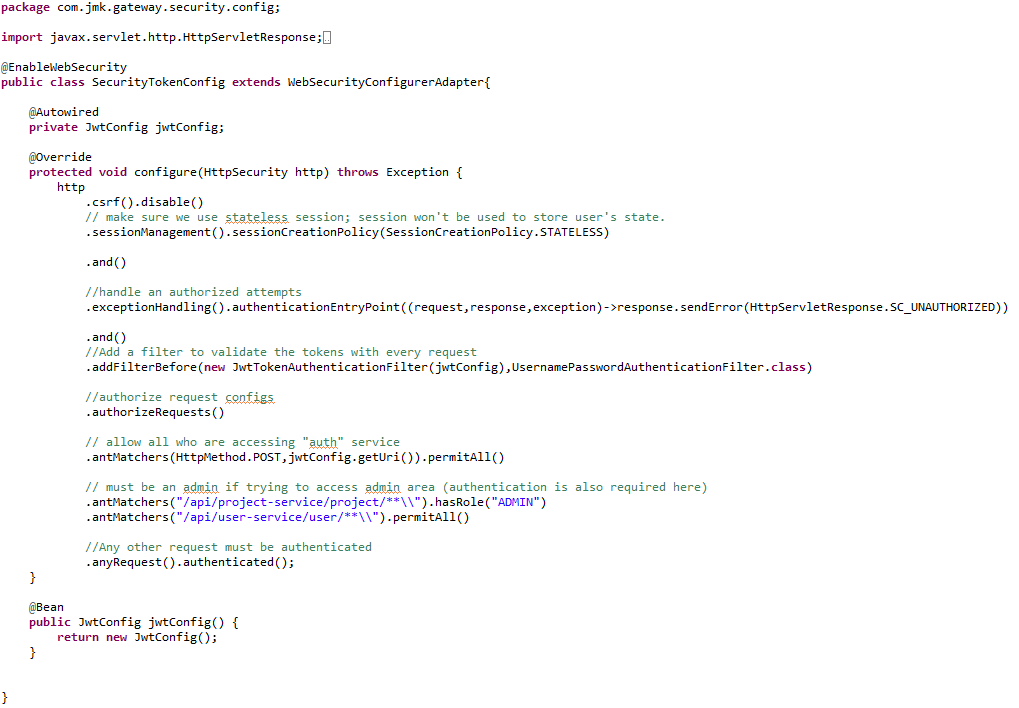 package com.jmk.gateway.security.config;
import javax.servlet.http.HttpServletResponse;
@EnableWebSecurity
public class SecurityTokenConfig extends WebSecurityConfigurerAdapter{
@Autowired
private JwtConfig jwtConfig;
@Override
protected void configure(HttpSecurity http) throws Exception {
http
.csrf().disable()
// make sure we use stateless session; session won't be used to store user's state.
.sessionManagement().sessionCreationPolicy(SessionCreationPolicy.STATELESS)
.and()
//handle an authorized attempts
.exceptionHandling().authenticationEntryPoint((request,response,exception)->response.sendError(HttpServletResponse.SC_UNAUTHORIZED))
.and()
//Add a filter to validate the tokens with every request
.addFilterBefore(new JwtTokenAuthenticationFilter(jwtConfig),UsernamePasswordAuthenticationFilter.class)
//authorize request configs
.authorizeRequests()
// allow all who are accessing "auth" service
.antMatchers(HttpMethod.POST,jwtConfig.getUri()).permitAll()
// must be an admin if trying to access admin area (authentication is also required here)
.antMatchers("/api/project-service/project/**\\").hasRole("ADMIN")
.antMatchers("/api/user-service/user/**\\").permitAll()
//Any other request must be authenticated
.anyRequest().authenticated();
}
@Bean
public JwtConfig jwtConfig() {
return new JwtConfig();
}
}